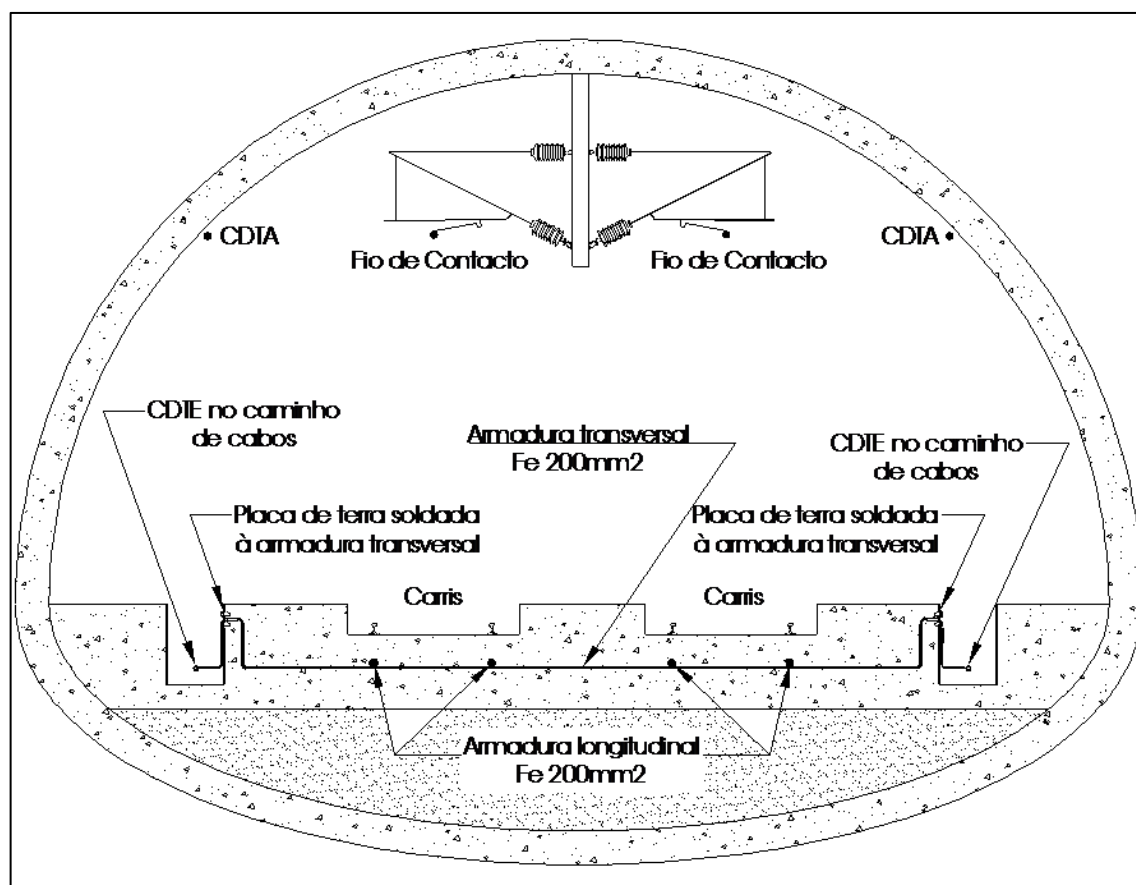 CDTA
CDTA
Fio de Contacto
Fio de Contacto
CDTE no caminho
de cabos
Armadura transversal
Fe 200mm2
CDTE no caminho
de cabos
Placa de terra soldada
à armadura transversal
Placa de terra soldada
à armadura transversal
Carris
Carris
Armadura longitudinal
Fe 200mm2